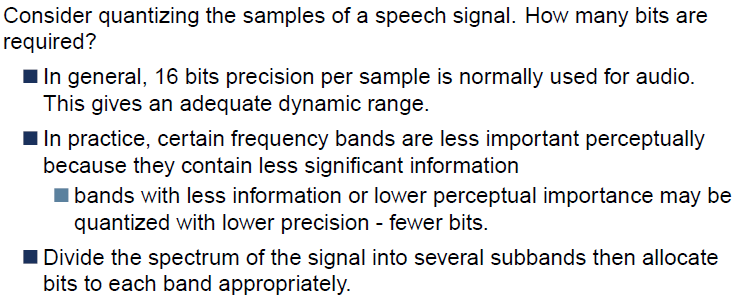 Consider quantizing the samples of a speech signal. How many bits are
required?
In general, 16 bits precision per sample is normally used for audio.
This gives an adequate dynamic range.
In practice, certain frequency bands are less important perceptually
because they contain less significant information
bands with less information or lower perceptual importance may be
quantized with lower precision - fewer bits.
Divide the spectrum of the signal into several subbands then allocate
bits to each band appropriately.